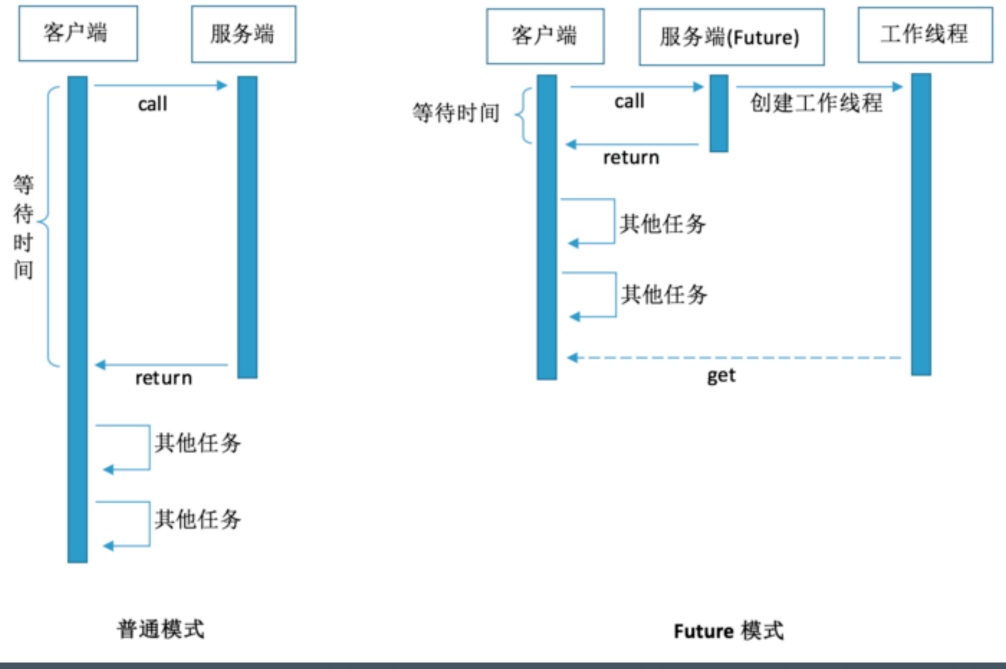 客户端
服务端
call
等待时间
return
其他任务
其他任务
普通模式
客户端
服务端(Future)
工作线程
等待时间
call
创建工作线程
return
其他任务
其他任务
get
Future 模式